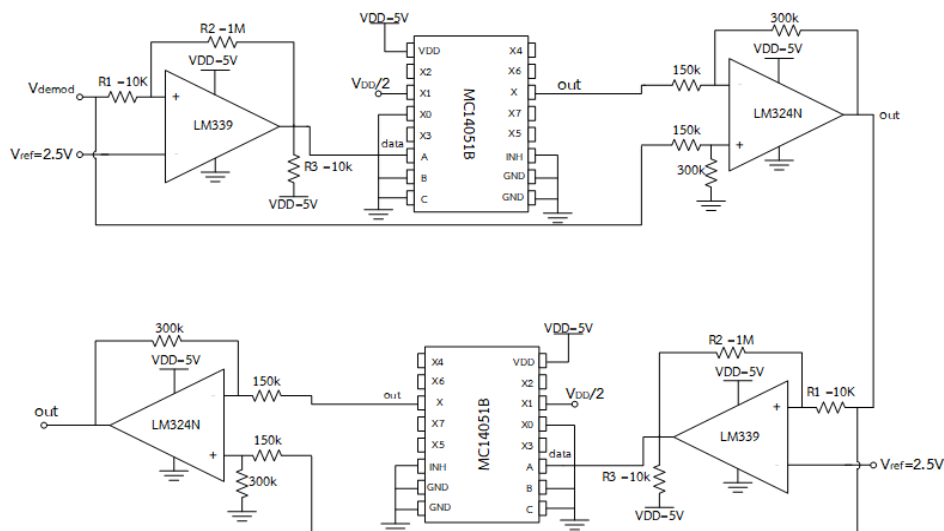 R2 -1M
VDD-5V
R1 -10K
Vdemod
+
-
LM339
Vref=2.5V
R3 -10k
VDD-5V
VDD-5V
VDD/2
data
VDD
X2
X1
X0
X3
A
B
C
MC14051B
X4
X6
X
X7
X5
INH
GND
GND
out
300k
VDD-5V
150k
-
LM324N
out
150k
+
300k
300k
VDD-5V
150k
-
out
LM324N
150k
+
300k
out
X4
X6
X
X7
X5
INH
GND
GND
MC14051B
VDD
X2
X1
X0
X3
A
B
C
VDD-5V
VDD/2
data
R2 -1M
VDD-5V
R1 -10K
+
LM339
-
Vref=2.5V
R3 -10k
VDD-5V